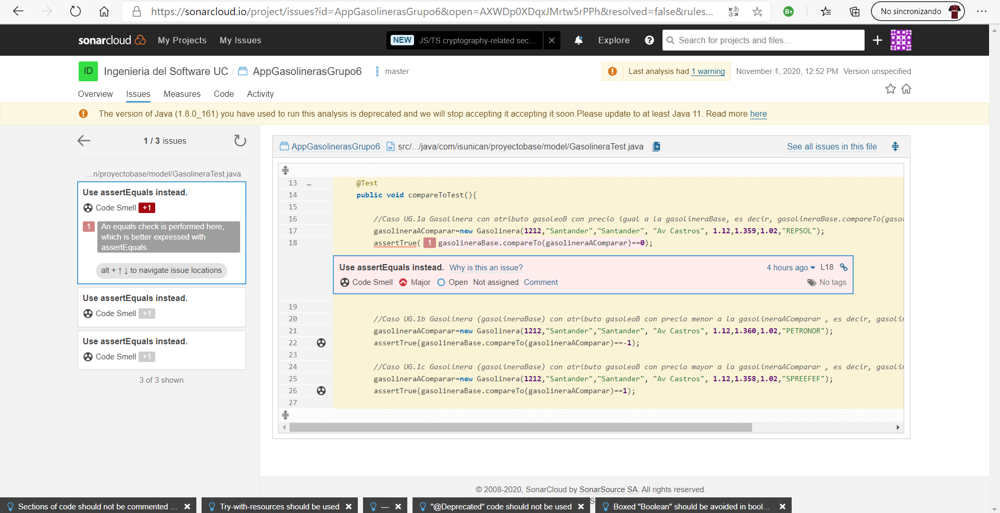 https://sonarcloud.io/project/issues?id=AppGasolinerasGrupo6&open=AXWDp0XDqxJMrtw5rPPh&resolved=false&rules...
B+
No sincronizando
sonarcloud My Projects My Issues
NEW JS/TS cryptography-related sec...
Explore
Search for projects and files...
ID Ingenieria del Software UC / AppGasolinerasGrupo6 master
Last analysis had 1 warning November 1, 2020, 12:52 PM Version unspecified
Overview Issues Measures Code Activity
The version of Java (1.8.0_161) you have used to run this analysis is deprecated and we will stop accepting it accepting it soon.Please update to at least Java 11. Read more here
1 / 3 issues
...n/proyectobase/model/GasolineraTest.java
Use assertEquals instead.
Code Smell +1
1 An equals check is performed here,
which is better expressed with
assertEquals.
alt + ↑ ↓ to navigate issue locations
Use assertEquals instead.
Code Smell +1
Use assertEquals instead.
Code Smell +1
3 of 3 shown
AppGasolinerasGrupo6 src/.../java/com/isunican/proyectobase/model/GasolineraTest.java See all issues in this file
13 … @Test
14 public void compareToTest(){
15
16 //Caso UG.1a Gasolinera con atributo gasoleoB con precio igual a la gasolineraBase, es decir, gasolineraBase.compareTo(gasol
17 gasolineraAComparar=new Gasolinera(1212,"Santander","Santander", "Av Castros", 1.12,1.359,1.02,"REPSOL");
18 assertTrue( 1 gasolineraBase.compareTo(gasolineraAComparar)==0);
Use assertEquals instead. Why is this an issue? 4 hours ago L18
Code Smell Major Open Not assigned Comment No tags
19
20 //Caso UG.1b Gasolinera (gasolineraBase) con atributo gasoleoB con precio menor a la gasolineraAComparar , es decir, gasolin
21 gasolineraAComparar=new Gasolinera(1212,"Santander","Santander", "Av Castros", 1.12,1.360,1.02,"PETRONOR");
22 assertTrue(gasolineraBase.compareTo(gasolineraAComparar)==-1);
23
24 //Caso UG.1c Gasolinera (gasolineraBase) con atributo gasoleoB con precio mayor a la gasolineraAComparar , es decir, gasolin
25 gasolineraAComparar=new Gasolinera(1212,"Santander","Santander", "Av Castros", 1.12,1.358,1.02,"SPREEFEF");
26 assertTrue(gasolineraBase.compareTo(gasolineraAComparar)==1);
27
© 2008-2020, SonarCloud by SonarSource SA. All rights reserved.
Sections of code should not be commented ... Try-with-resources should be used — "@Deprecated" code should not be used Boxed "Boolean" should be avoided in bool...